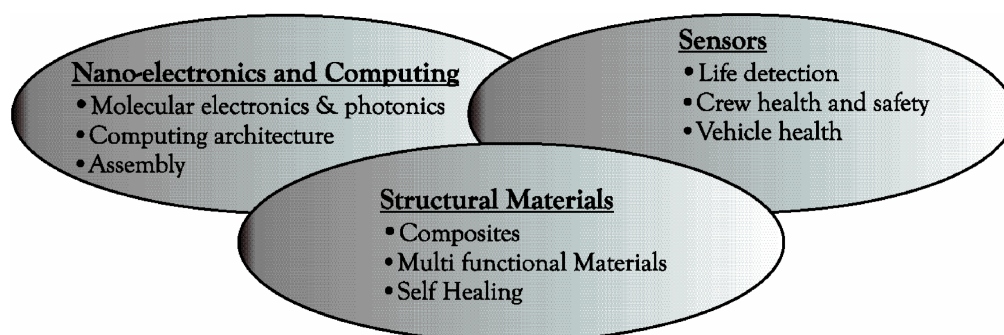 Nano-electronics and Computing
• Molecular electronics & photonics
• Computing architecture
• Assembly
Sensors
• Life detection
• Crew health and safety
• Vehicle health
Structural Materials
• Composites
• Multi functional Materials
• Self Healing